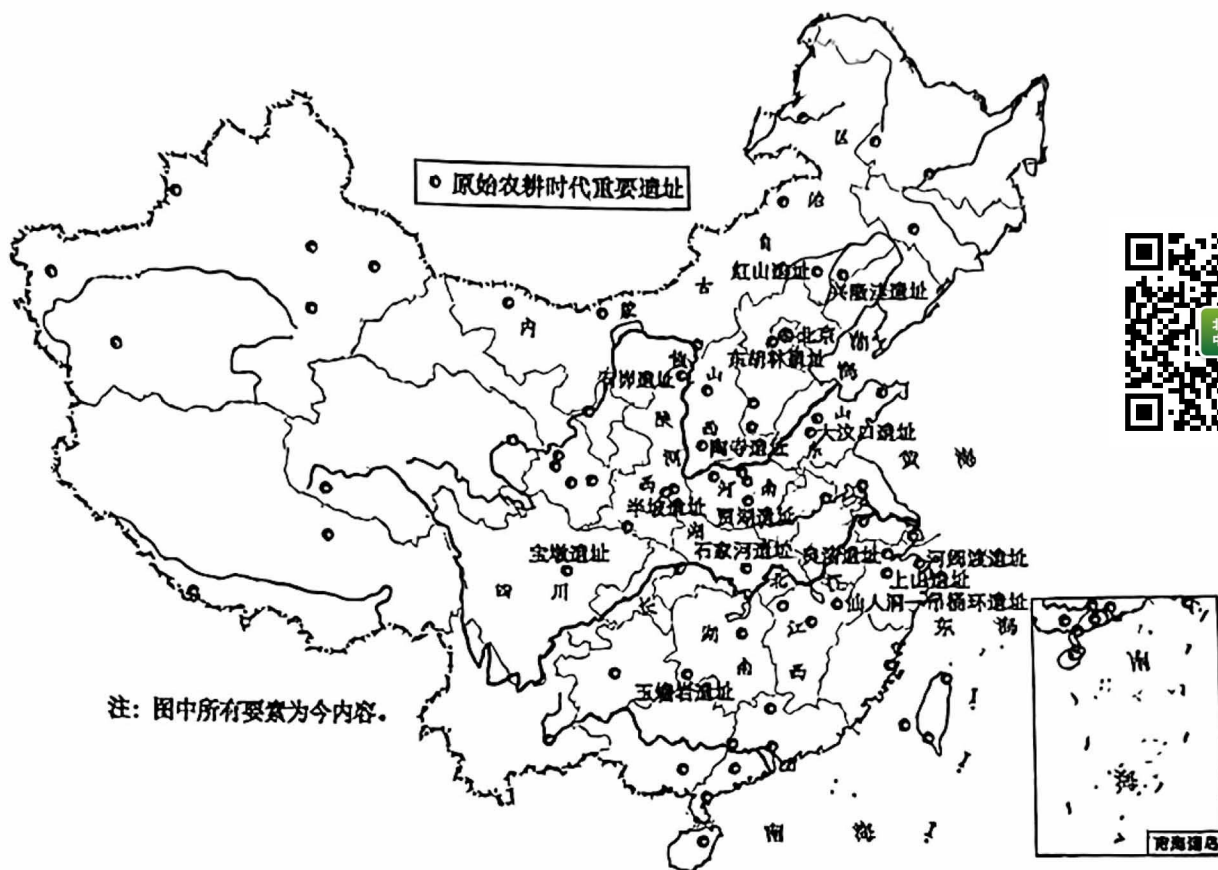 原始农耕时代重要遗址
区
治
自
古
蒙
内
红山遗址
兴隆洼遗址
北京
东胡林遗址
渤
海
石峁遗址
陕
西
山
西
陶寺遗址
山
东
大汶口遗址
黄 海
河 南
半坡遗址
贾湖遗址
湖
北
宝墩遗址
石家河遗址
良渚遗址
河姆渡遗址
上山遗址
四 川
长
江
仙人洞—吊桶环遗址
东 海
湖
南
江
西
玉蟾岩遗址
注：图中所有要素为今内容。
南 海
南
海
南海诸岛